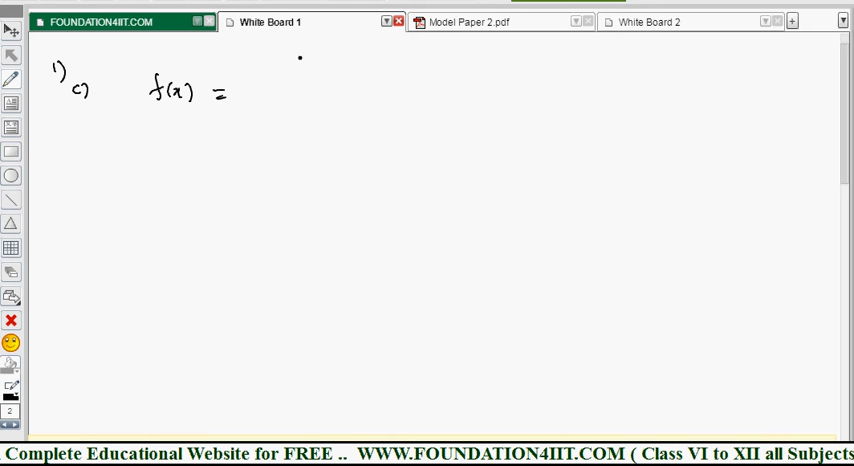 FOUNDATION4IIT.COM White Board 1 Model Paper 2.pdf White Board 2
1)
c) f(x) =
2
Complete Educational Website for FREE .. WWW.FOUNDATION4IIT.COM ( Class VI to XII all Subjects